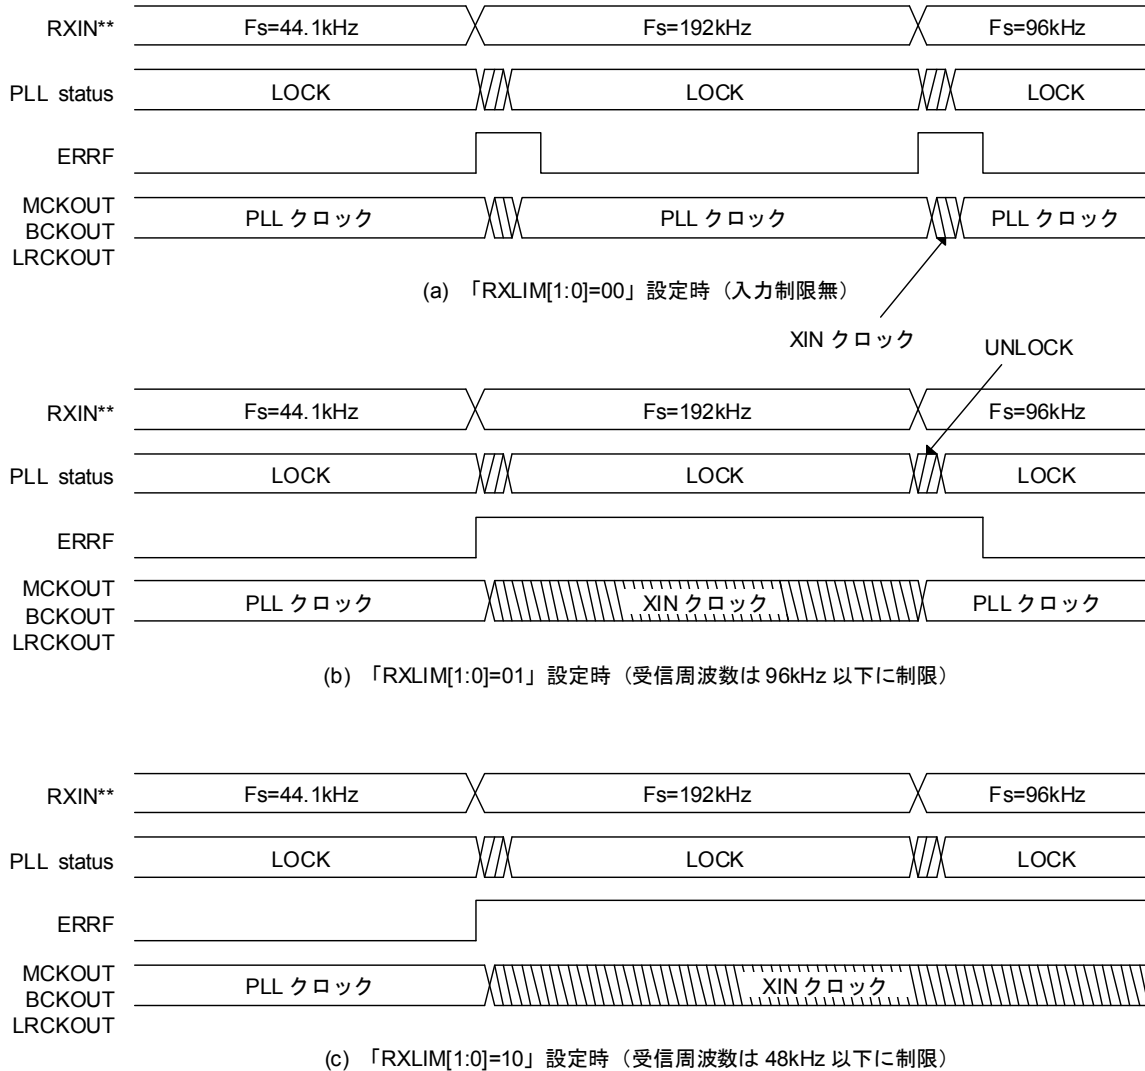 RXIN** Fs=44.1kHz Fs=192kHz Fs=96kHz
PLL status LOCK LOCK LOCK
ERRF
MCKOUT
BCKOUT PLL クロック PLL クロック PLL クロック
LRCKOUT
(a) 「RXLIM[1:0]=00」設定時（入力制限無）
XIN クロック
UNLOCK
RXIN** Fs=44.1kHz Fs=192kHz Fs=96kHz
PLL status LOCK LOCK LOCK
ERRF
MCKOUT
BCKOUT PLL クロック XIN クロック PLL クロック
LRCKOUT
(b) 「RXLIM[1:0]=01」設定時（受信周波数は 96kHz 以下に制限）
RXIN** Fs=44.1kHz Fs=192kHz Fs=96kHz
PLL status LOCK LOCK LOCK
ERRF
MCKOUT
BCKOUT PLL クロック XIN クロック
LRCKOUT
(c) 「RXLIM[1:0]=10」設定時（受信周波数は 48kHz 以下に制限）